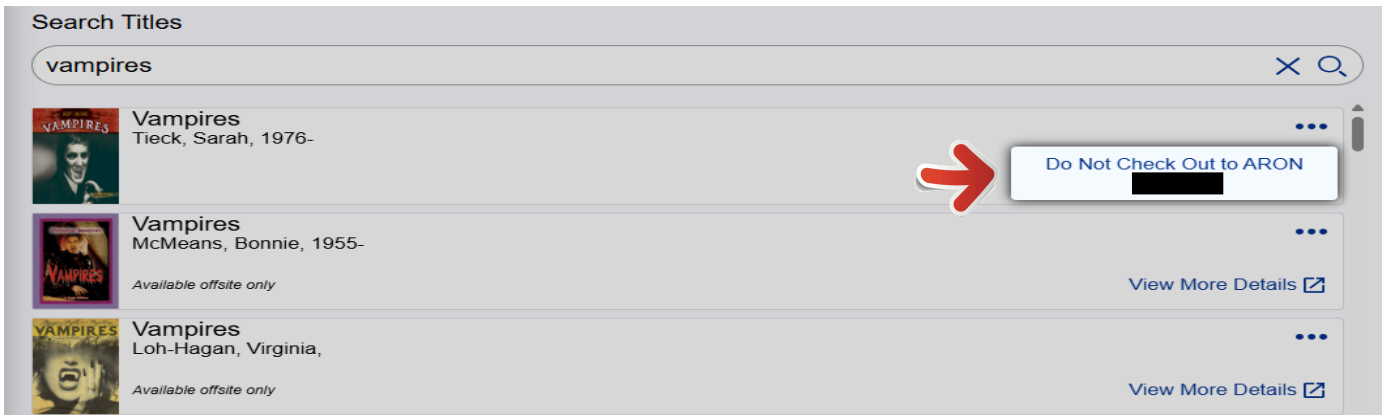 Search Titles
vampires
VAMPIRES
Vampires
Tieck, Sarah, 1976-
Do Not Check Out to ARON
VAMPIRES
Vampires
McMeans, Bonnie, 1955-
Available offsite only
View More Details
VAMPIRES
Vampires
Loh-Hagan, Virginia,
Available offsite only
View More Details